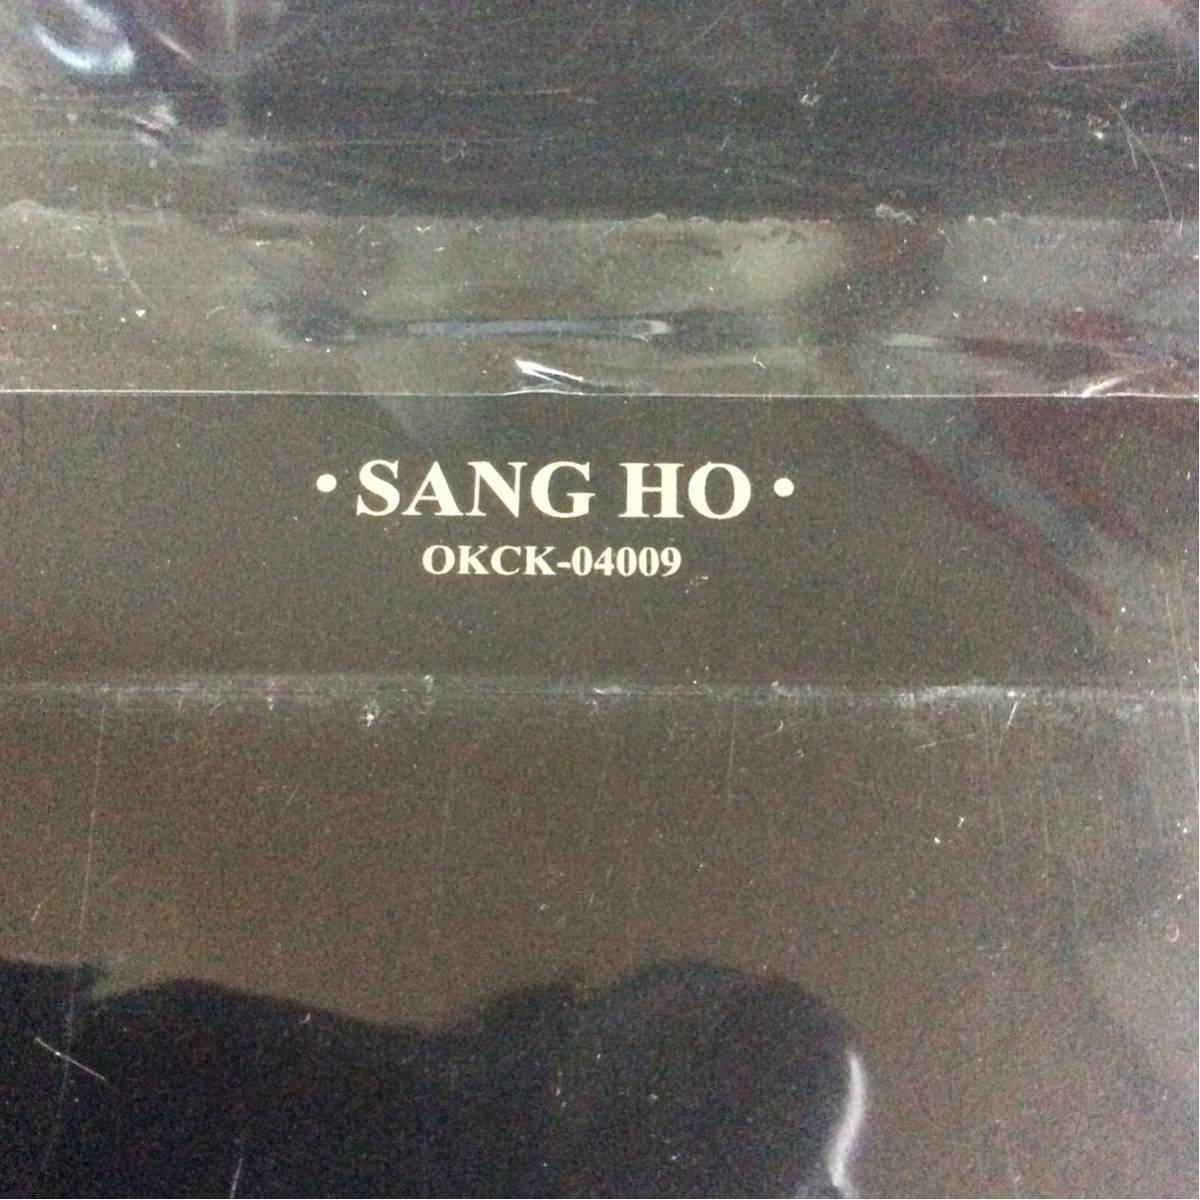 • SANG HO •
OKCK-04009